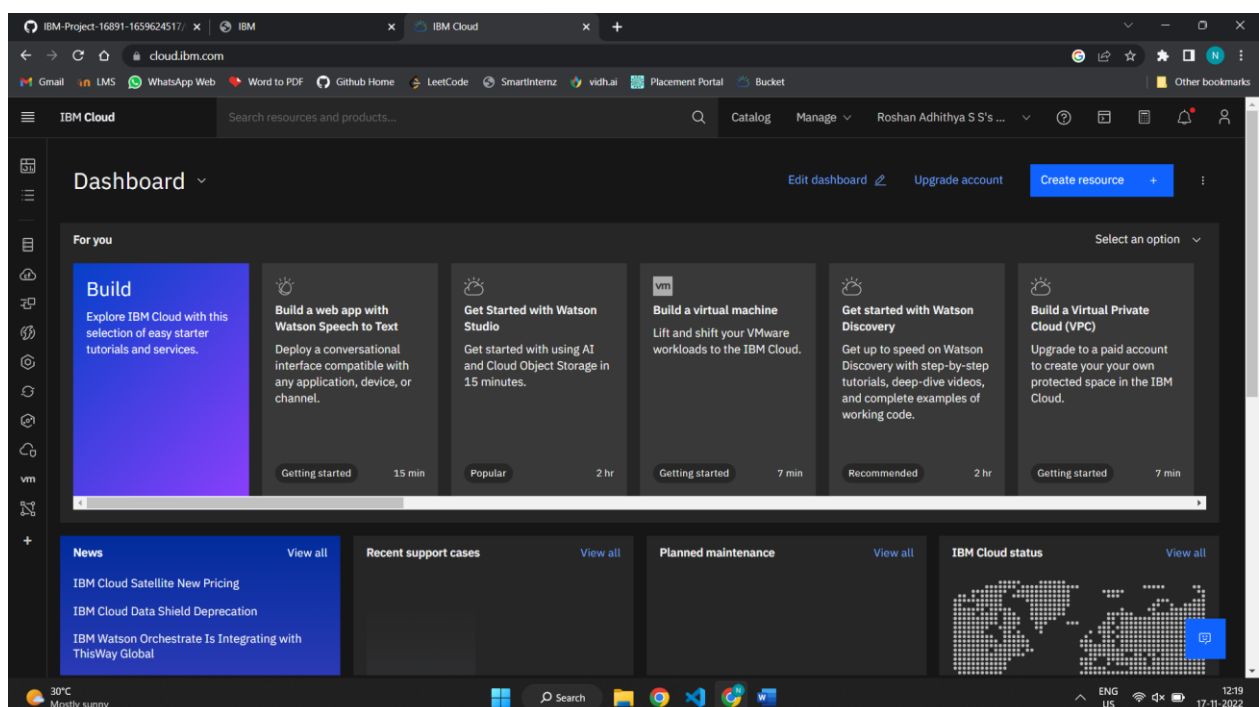 IBM-Project-16891-1659624517/
IBM
IBM Cloud
cloud.ibm.com
N
Gmail
LMS
WhatsApp Web
Word to PDF
Github Home
LeetCode
SmartInternz
vidh.ai
Placement Portal
Bucket
Other bookmarks
IBM Cloud
Search resources and products...
Catalog
Manage
Roshan Adhithya S S's ...
Dashboard
Edit dashboard
Upgrade account
Create resource +
For you
Select an option
Build
Explore IBM Cloud with this
selection of easy starter
tutorials and services.
Build a web app with
Watson Speech to Text
Deploy a conversational
interface compatible with
any application, device, or
channel.
Getting started 15 min
Get Started with Watson
Studio
Get started with using AI
and Cloud Object Storage in
15 minutes.
Popular 2 hr
vm
Build a virtual machine
Lift and shift your VMware
workloads to the IBM Cloud.
Getting started 7 min
Get started with Watson
Discovery
Get up to speed on Watson
Discovery with step-by-step
tutorials, deep-dive videos,
and complete examples of
working code.
Recommended 2 hr
Build a Virtual Private
Cloud (VPC)
Upgrade to a paid account
to create your your own
protected space in the IBM
Cloud.
Getting started 7 min
vm
News View all
IBM Cloud Satellite New Pricing
IBM Cloud Data Shield Deprecation
IBM Watson Orchestrate Is Integrating with
ThisWay Global
Recent support cases View all
Planned maintenance View all
IBM Cloud status View all
30°C
Mostly sunny
Search
ENG
US
12:19
17-11-2022